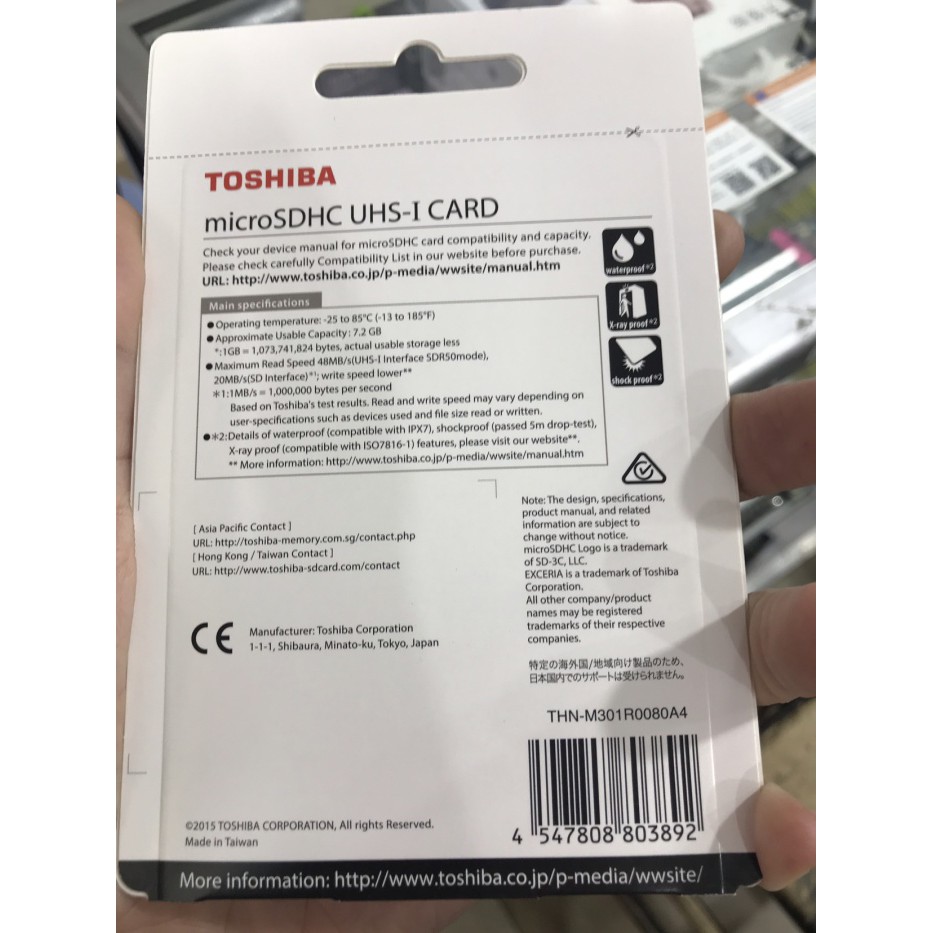 TOSHIBA
microSDHC UHS-I CARD
Check your device manual for microSDHC card compatibility and capacity.
Please check carefully Compatibility List in our website before purchase.
URL: http://www.toshiba.co.jp/p-media/wwsite/manual.htm
waterproof*2
X-ray proof*2
shock proof*2
Main specifications
●Operating temperature: -25 to 85℃ (-13 to 185°F)
●Approximate Usable Capacity: 7.2 GB
*:1GB = 1,073,741,824 bytes, actual usable storage less
●Maximum Read Speed 48MB/s(UHS-I Interface SDR50mode),
20MB/s(SD Interface)*¹; write speed lower**
*1:1MB/s = 1,000,000 bytes per second
Based on Toshiba's test results. Read and write speed may vary depending on
user-specifications such as devices used and file size read or written.
●*2:Details of waterproof (compatible with IPX7), shockproof (passed 5m drop-test),
X-ray proof (compatible with ISO7816-1) features, please visit our website**.
** More information: http://www.toshiba.co.jp/p-media/wwsite/manual.htm
[ Asia Pacific Contact ]
URL: http://toshiba-memory.com.sg/contact.php
[ Hong Kong / Taiwan Contact ]
URL: http://www.toshiba-sdcard.com/contact
CE
Manufacturer: Toshiba Corporation
1-1-1, Shibaura, Minato-ku, Tokyo, Japan
Note: The design, specifications,
product manual, and related
information are subject to
change without notice.
microSDHC Logo is a trademark
of SD-3C, LLC.
EXCERIA is a trademark of Toshiba
Corporation.
All other company/product
names may be registered
trademarks of their respective
companies.
特定の海外国/地域向け製品のため、
日本国内でのサポートは受けられません。
THN-M301R0080A4
4 547808 803892
©2015 TOSHIBA CORPORATION, All rights Reserved.
Made in Taiwan
More information: http://www.toshiba.co.jp/p-media/wwsite/